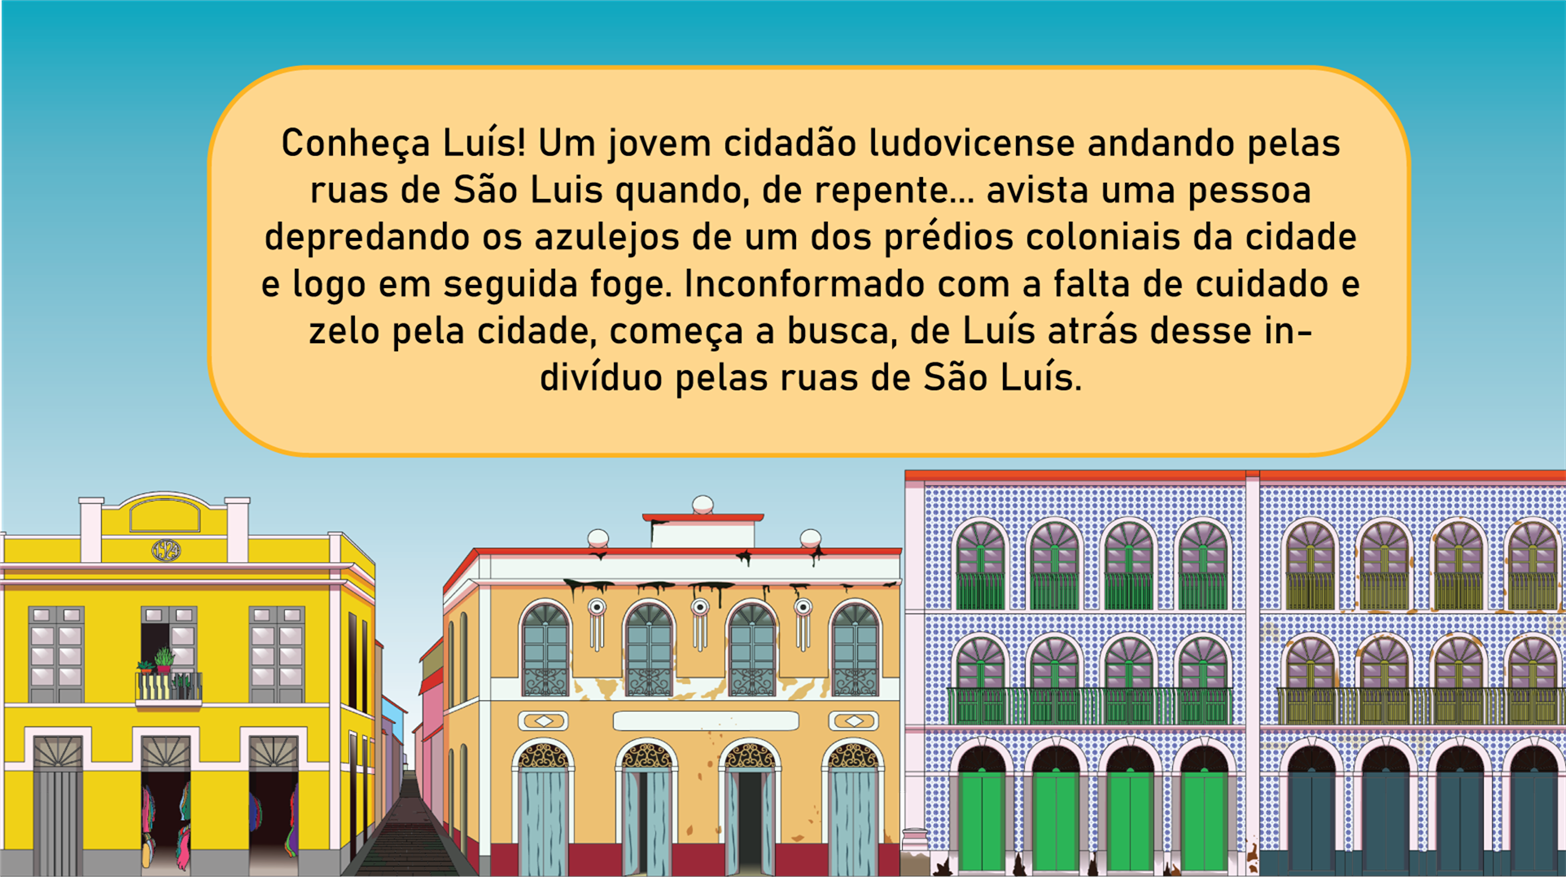 Conheça Luís! Um jovem cidadão ludovicense andando pelas
ruas de São Luis quando, de repente... avista uma pessoa
depredando os azulejos de um dos prédios coloniais da cidade
e logo em seguida foge. Inconformado com a falta de cuidado e
zelo pela cidade, começa a busca, de Luís atrás desse in-
divíduo pelas ruas de São Luís.